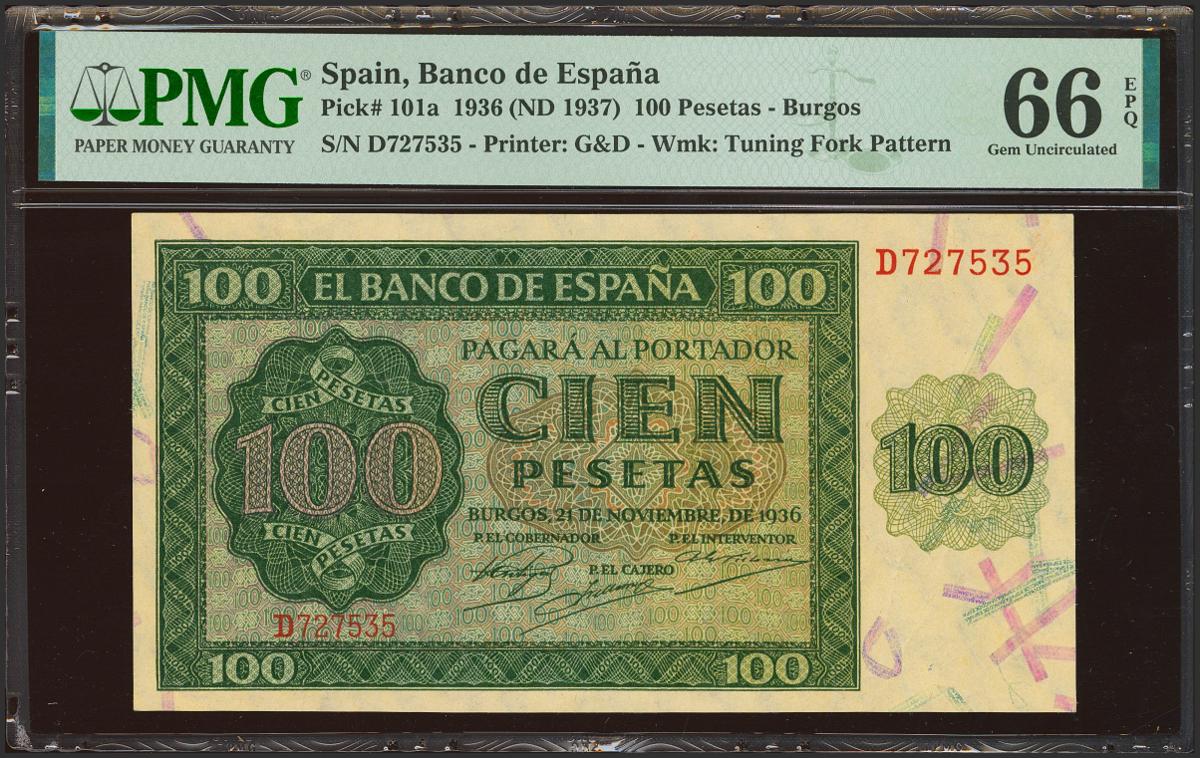 PMG®
PAPER MONEY GUARANTY
Spain, Banco de España
Pick# 101a 1936 (ND 1937) 100 Pesetas - Burgos
S/N D727535 - Printer: G&D - Wmk: Tuning Fork Pattern
66
EPQ
Gem Uncirculated
D727535
100 EL BANCO DE ESPAÑA 100
PAGARÁ AL PORTADOR
CIEN
PESETAS
BURGOS, 21 DE NOVIEMBRE, DE 1936
P. EL GOBERNADOR P. EL INTERVENTOR
P. EL CAJERO
CIEN PESETAS
100
CIEN PESETAS
D727535
100 100
100